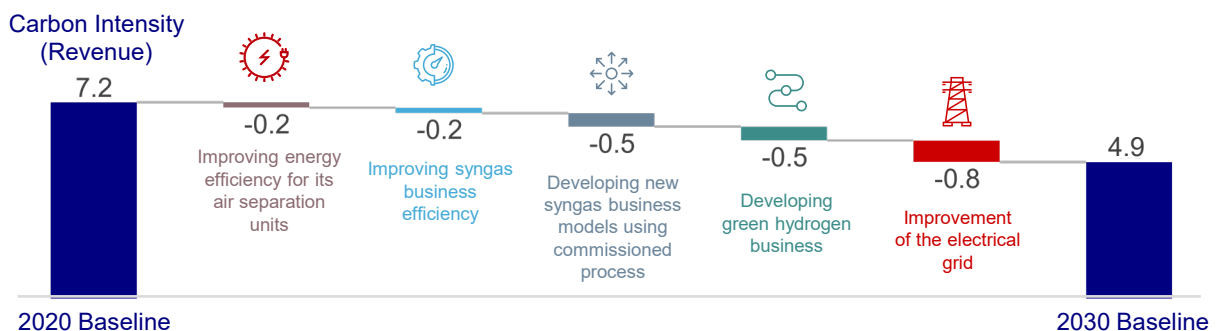 Carbon Intensity
(Revenue)
7.2
-0.2
Improving energy
efficiency for its
air separation
units
-0.2
Improving syngas
business
efficiency
-0.5
Developing new
syngas business
models using
commissioned
process
-0.5
Developing
green hydrogen
business
-0.8
Improvement
of the electrical
grid
4.9
2020 Baseline
2030 Baseline